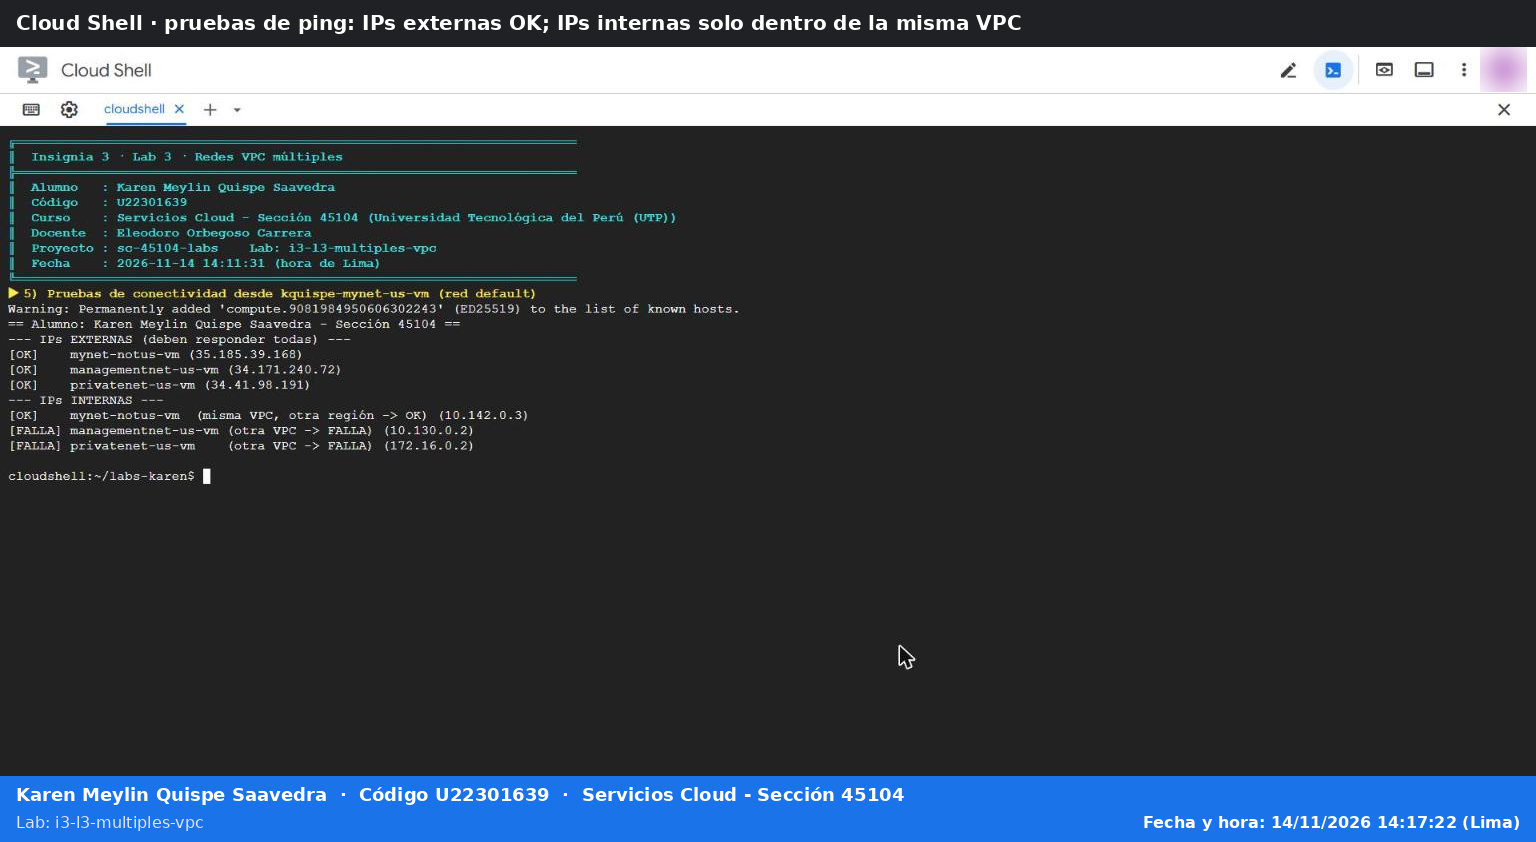 Cloud Shell · pruebas de ping: IPs externas OK; IPs internas solo dentro de la misma VPC
Cloud Shell
cloudshell
Insignia 3 · Lab 3 · Redes VPC múltiples
Alumno : Karen Meylin Quispe Saavedra
Código : U22301639
Curso : Servicios Cloud - Sección 45104 (Universidad Tecnológica del Perú (UTP))
Docente : Eleodoro Orbegoso Carrera
Proyecto : sc-45104-labs Lab: i3-l3-multiples-vpc
Fecha : 2026-11-14 14:11:31 (hora de Lima)
▶ 5) Pruebas de conectividad desde kquispe-mynet-us-vm (red default)
Warning: Permanently added 'compute.9081984950606302243' (ED25519) to the list of known hosts.
== Alumno: Karen Meylin Quispe Saavedra - Sección 45104 ==
--- IPs EXTERNAS (deben responder todas) ---
[OK] mynet-notus-vm (35.185.39.168)
[OK] managementnet-us-vm (34.171.240.72)
[OK] privatenet-us-vm (34.41.98.191)
--- IPs INTERNAS ---
[OK] mynet-notus-vm (misma VPC, otra región -> OK) (10.142.0.3)
[FALLA] managementnet-us-vm (otra VPC -> FALLA) (10.130.0.2)
[FALLA] privatenet-us-vm (otra VPC -> FALLA) (172.16.0.2)
cloudshell:~/labs-karen$
Karen Meylin Quispe Saavedra · Código U22301639 · Servicios Cloud - Sección 45104
Lab: i3-l3-multiples-vpc
Fecha y hora: 14/11/2026 14:17:22 (Lima)